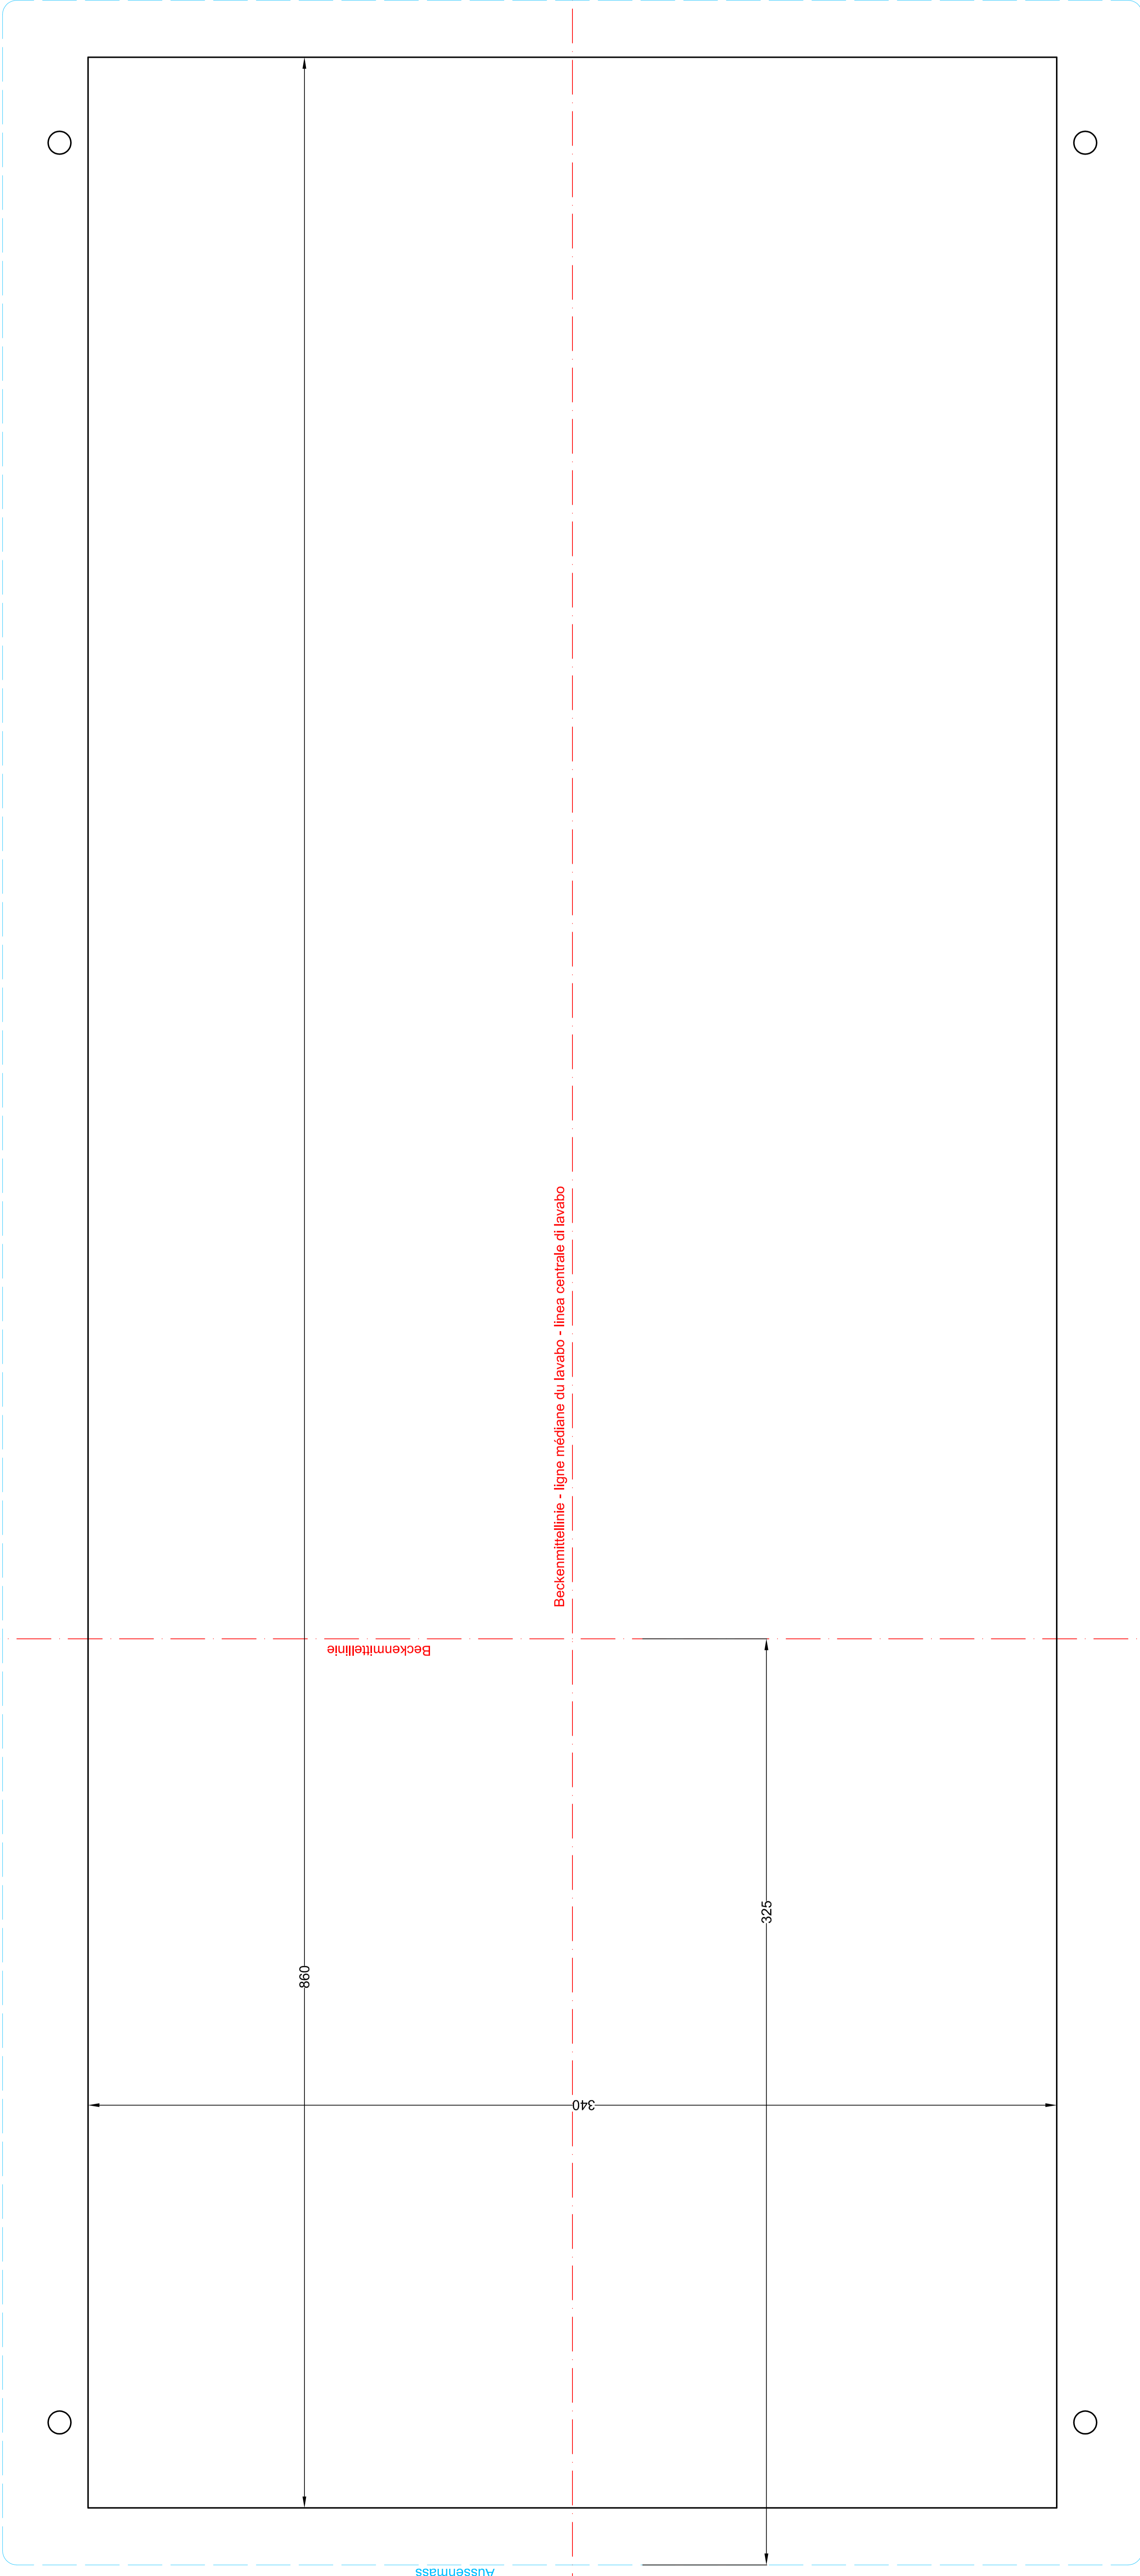 Beckenmittellinie - ligne médiane du lavabo - linea centrale di lavabo
Beckenmittellinie
325
860
340
Aussenmass